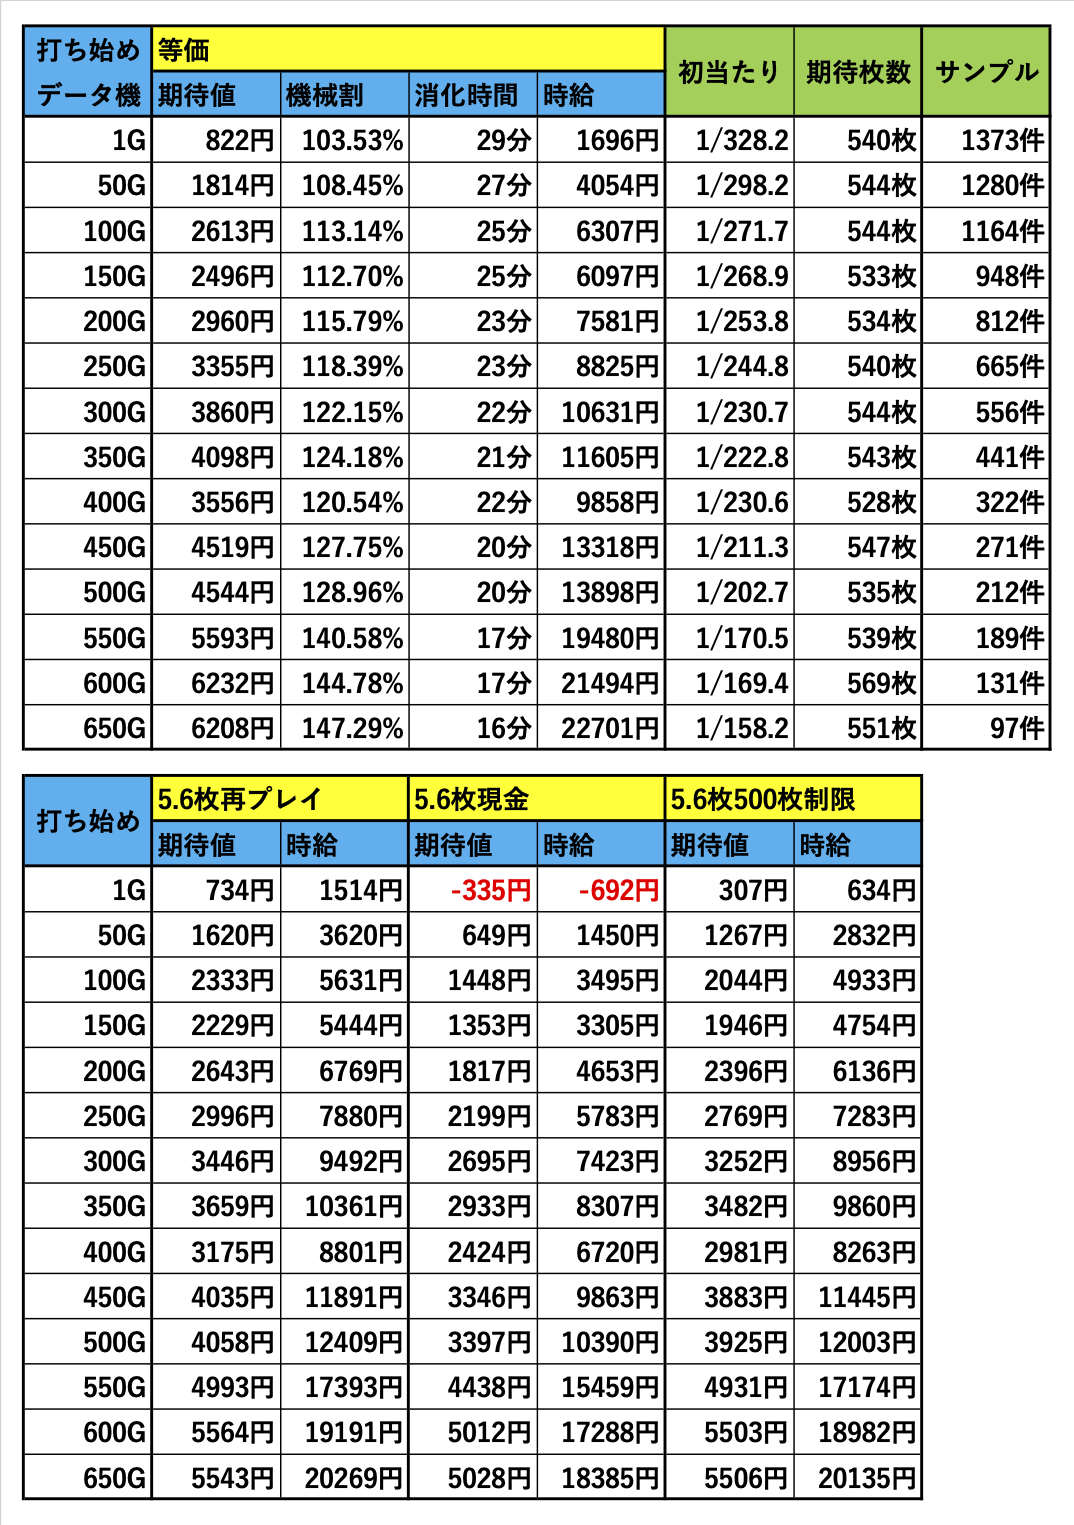 打ち始め 等価 初当たり 期待枚数 サンプル
データ機 期待値 機械割 消化時間 時給
1G 822円 103.53% 29分 1696円 1/328.2 540枚 1373件
50G 1814円 108.45% 27分 4054円 1/298.2 544枚 1280件
100G 2613円 113.14% 25分 6307円 1/271.7 544枚 1164件
150G 2496円 112.70% 25分 6097円 1/268.9 533枚 948件
200G 2960円 115.79% 23分 7581円 1/253.8 534枚 812件
250G 3355円 118.39% 23分 8825円 1/244.8 540枚 665件
300G 3860円 122.15% 22分 10631円 1/230.7 544枚 556件
350G 4098円 124.18% 21分 11605円 1/222.8 543枚 441件
400G 3556円 120.54% 22分 9858円 1/230.6 528枚 322件
450G 4519円 127.75% 20分 13318円 1/211.3 547枚 271件
500G 4544円 128.96% 20分 13898円 1/202.7 535枚 212件
550G 5593円 140.58% 17分 19480円 1/170.5 539枚 189件
600G 6232円 144.78% 17分 21494円 1/169.4 569枚 131件
650G 6208円 147.29% 16分 22701円 1/158.2 551枚 97件
打ち始め 5.6枚再プレイ 5.6枚現金 5.6枚500枚制限
期待値 時給 期待値 時給 期待値 時給
1G 734円 1514円 -335円 -692円 307円 634円
50G 1620円 3620円 649円 1450円 1267円 2832円
100G 2333円 5631円 1448円 3495円 2044円 4933円
150G 2229円 5444円 1353円 3305円 1946円 4754円
200G 2643円 6769円 1817円 4653円 2396円 6136円
250G 2996円 7880円 2199円 5783円 2769円 7283円
300G 3446円 9492円 2695円 7423円 3252円 8956円
350G 3659円 10361円 2933円 8307円 3482円 9860円
400G 3175円 8801円 2424円 6720円 2981円 8263円
450G 4035円 11891円 3346円 9863円 3883円 11445円
500G 4058円 12409円 3397円 10390円 3925円 12003円
550G 4993円 17393円 4438円 15459円 4931円 17174円
600G 5564円 19191円 5012円 17288円 5503円 18982円
650G 5543円 20269円 5028円 18385円 5506円 20135円